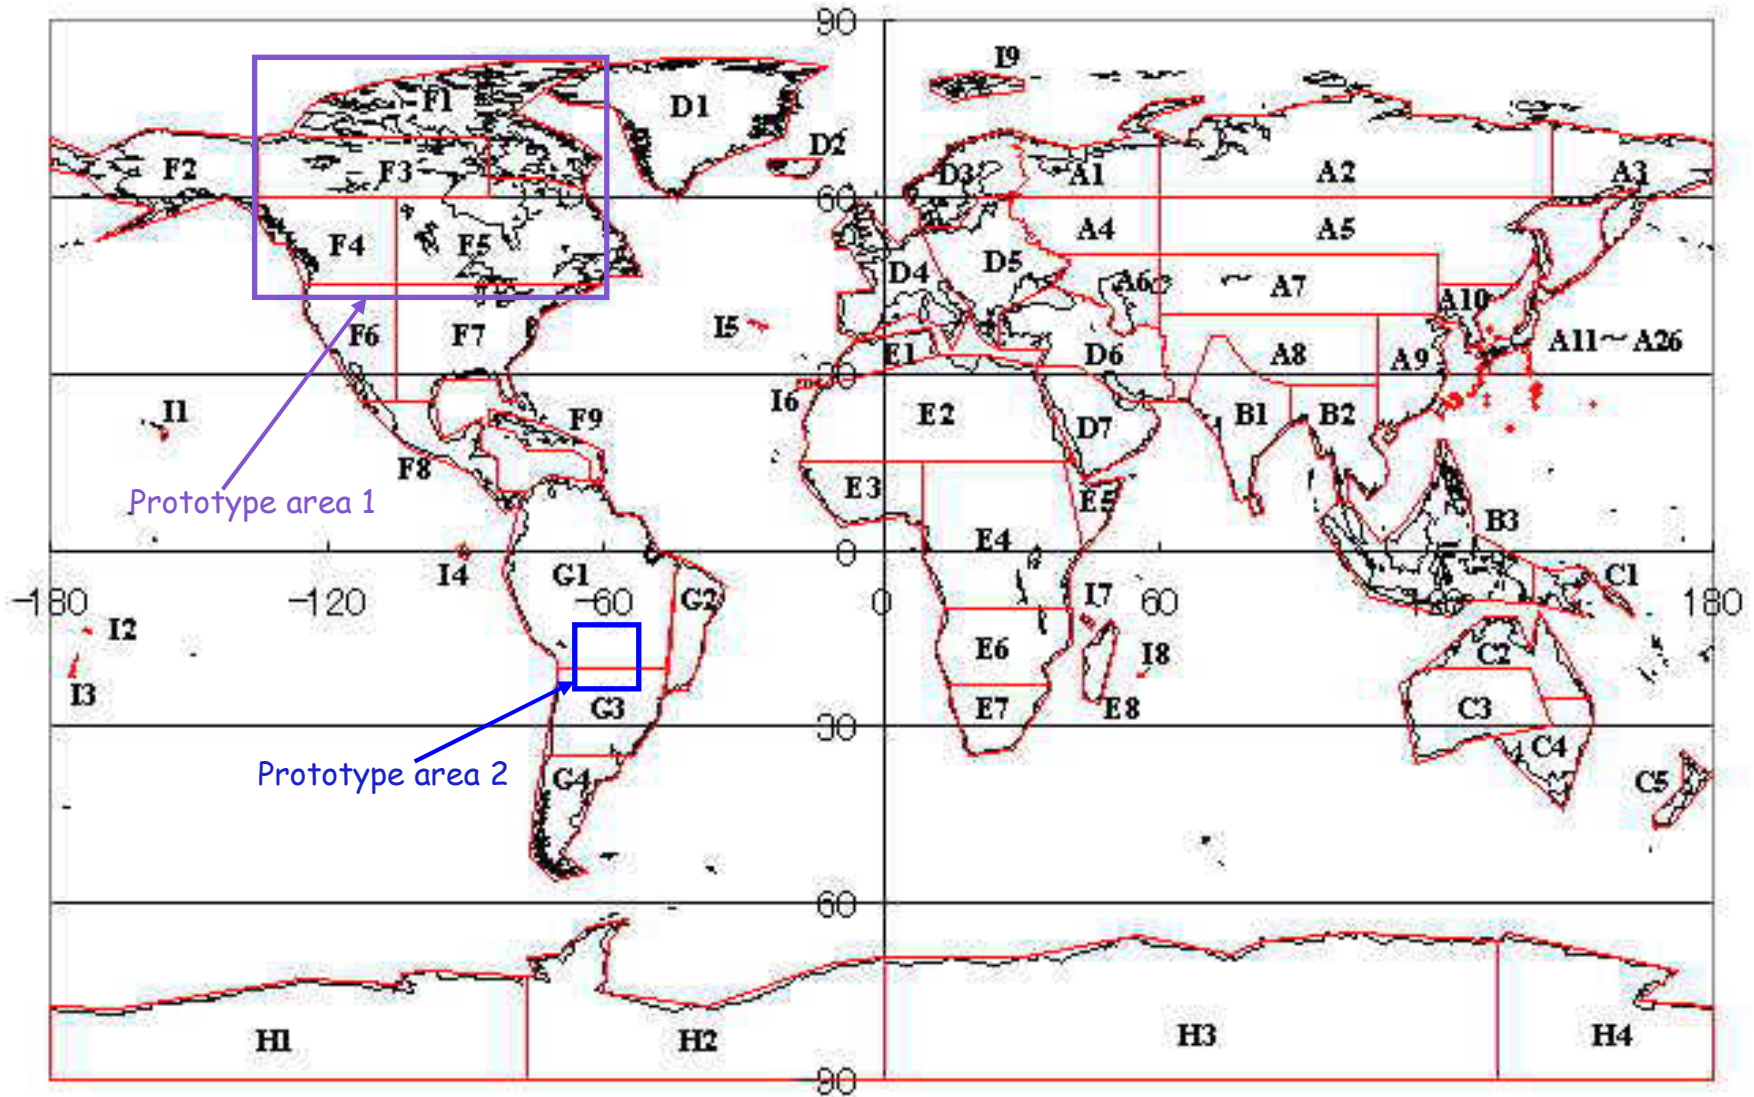 90
I9
F1
D1
D2
F2
F3
D3
A1
A2
A3
60
F4
F5
A4
A5
D4
D5
A6
A7
A10
I5
F6
F7
E1
D6
A8
A9
A11～A26
30
I6
I1
F9
E2
D7
B1
B2
F8
E3
E5
Prototype area 1
B3
E4
0
I4
G1
C1
-180
-120
-60
G2
0
I7
60
120
180
I2
E6
I8
C2
I3
G3
E7
E8
C3
-30
C4
Prototype area 2
G4
C5
-60
H1
H2
H3
H4
-90